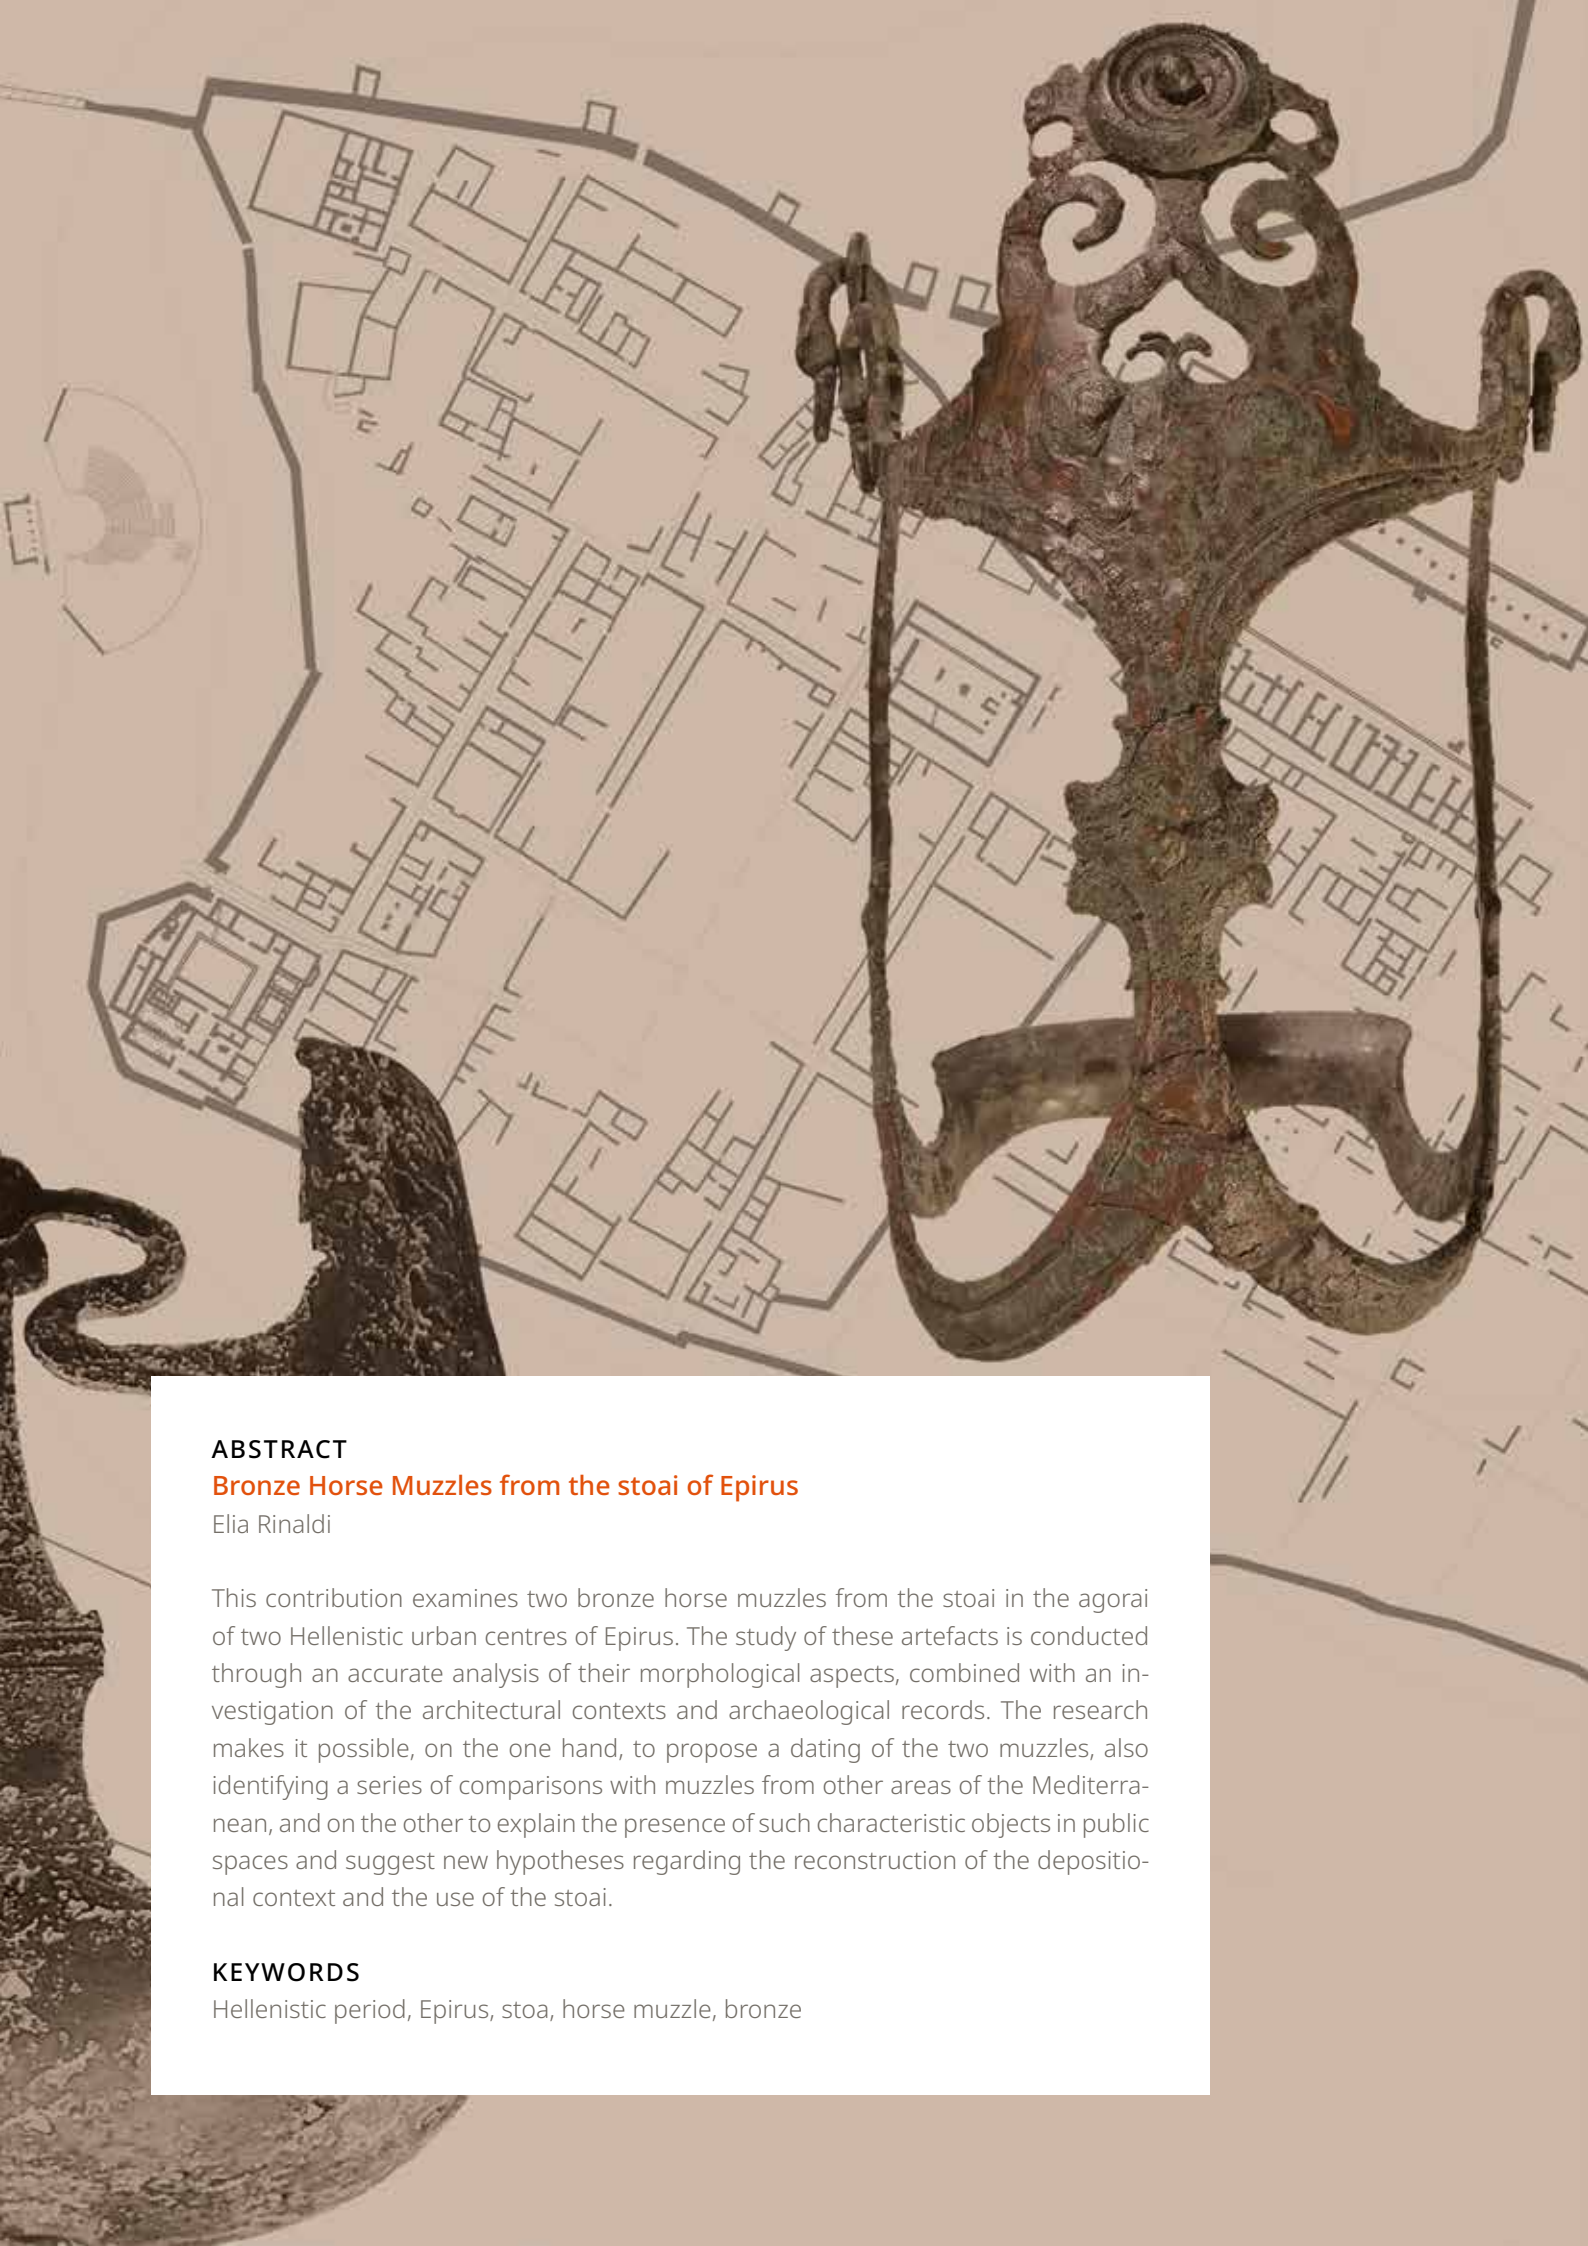 ABSTRACT
Bronze Horse Muzzles from the stoai of Epirus
Elia Rinaldi
This contribution examines two bronze horse muzzles from the stoai in the agorai
of two Hellenistic urban centres of Epirus. The study of these artefacts is conducted
through an accurate analysis of their morphological aspects, combined with an in-
vestigation of the architectural contexts and archaeological records. The research
makes it possible, on the one hand, to propose a dating of the two muzzles, also
identifying a series of comparisons with muzzles from other areas of the Mediterra-
nean, and on the other to explain the presence of such characteristic objects in public
spaces and suggest new hypotheses regarding the reconstruction of the depositio-
nal context and the use of the stoai.
KEYWORDS
Hellenistic period, Epirus, stoa, horse muzzle, bronze